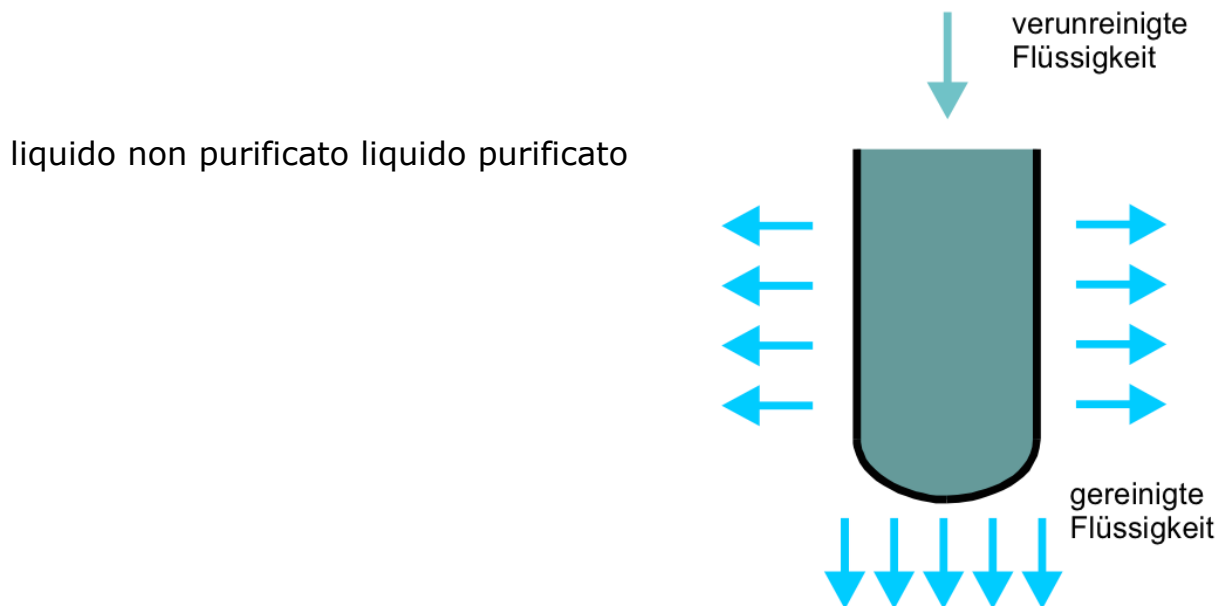 verunreinigte
Flüssigkeit
liquido non purificato liquido purificato
gereinigte
Flüssigkeit